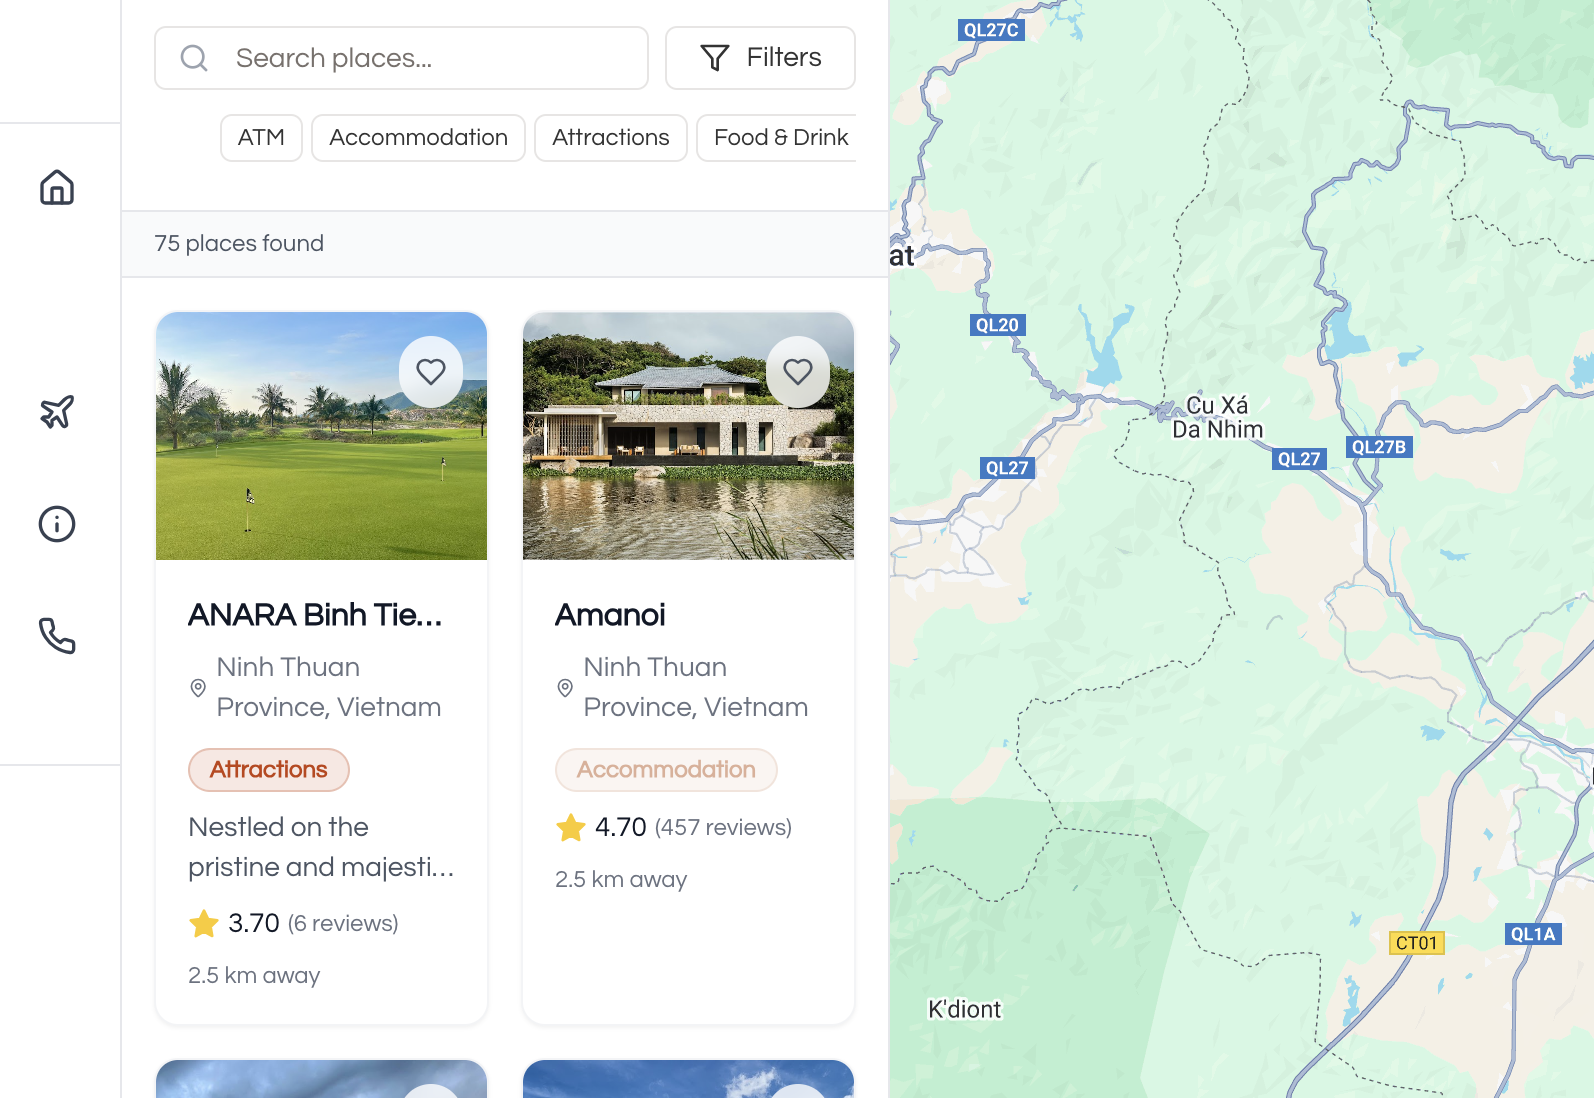 Search places...
Filters
ATM
Accommodation
Attractions
Food & Drink
75 places found
ANARA Binh Tie...
Ninh Thuan
Province, Vietnam
Attractions
Nestled on the
pristine and majesti...
3.70 (6 reviews)
2.5 km away
Amanoi
Ninh Thuan
Province, Vietnam
Accommodation
4.70 (457 reviews)
2.5 km away
QL27C
at
QL20
Cu Xá
Da Nhim
QL27B
QL27
QL27
CT01
QL1A
K'diont